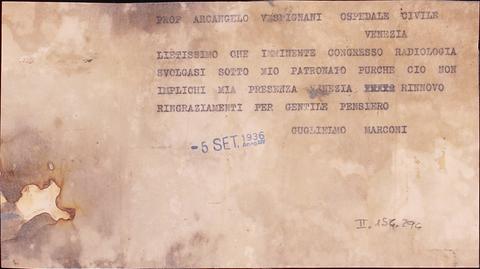 PROF ARCANGELO VESPIGNANI OSPEDALE CIVILE
VENEZIA
LIETISSIMO CHE IMMINENTE CONGRESSO RADIOLOGIA
SVOLGASI SOTTO MIO PATRONATO PURCHE CIO NON
IMPLICHI MIA PRESENZA VENEZIA RINNOVO
RINGRAZIAMENTI PER GENTILE PENSIERO
GUGLIELMO MARCONI
- 5 SET. 1936
II. 156.296